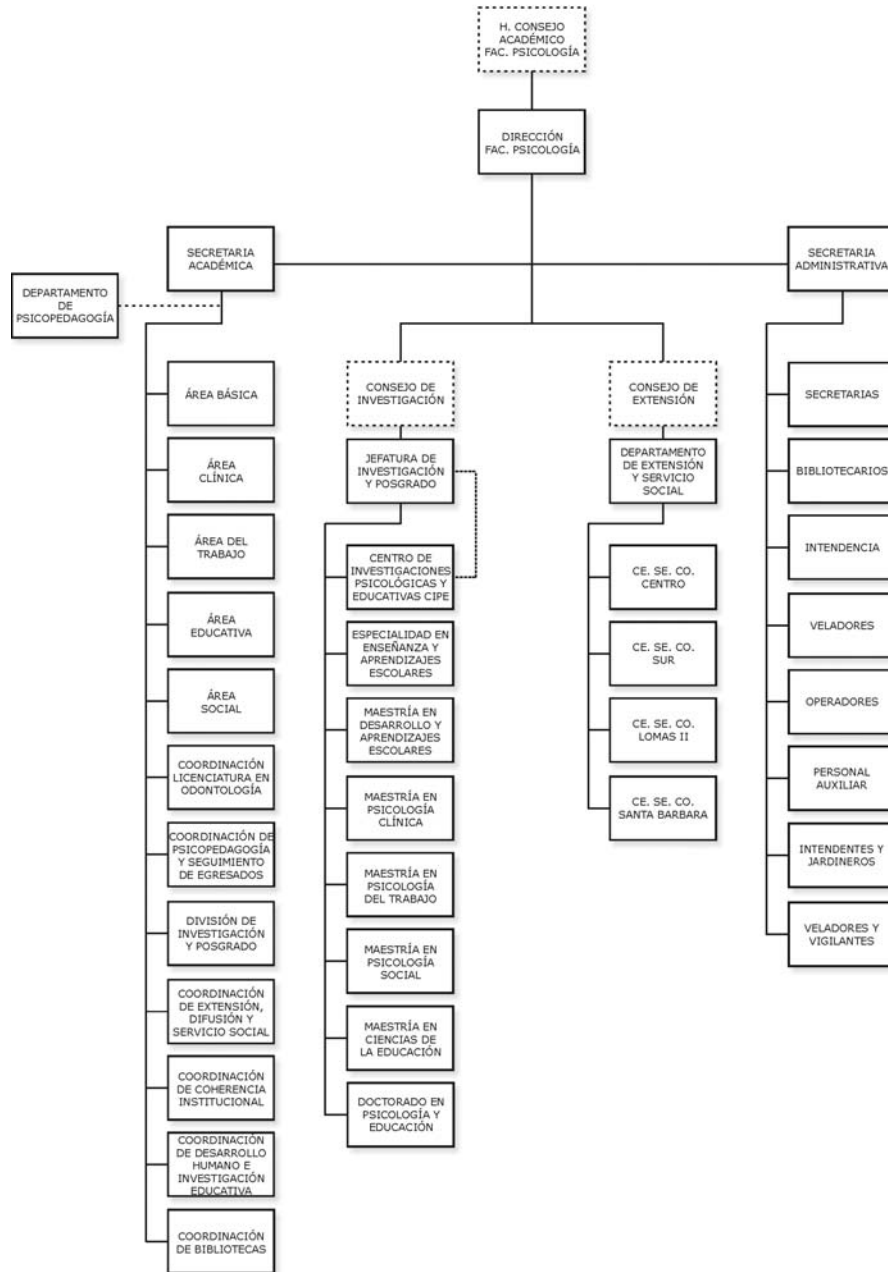 H. CONSEJO
ACADÉMICO
FAC. PSICOLOGÍA
DIRECCIÓN
FAC. PSICOLOGÍA
SECRETARIA
ACADÉMICA
SECRETARIA
ADMINISTRATIVA
DEPARTAMENTO
DE
PSICOPEDAGOGÍA
ÁREA BÁSICA
ÁREA
CLÍNICA
ÁREA DEL
TRABAJO
ÁREA
EDUCATIVA
ÁREA
SOCIAL
COORDINACIÓN
LICENCIATURA EN
ODONTOLOGÍA
COORDINACIÓN DE
PSICOPEDAGOGÍA
Y SEGUIMIENTO
DE EGRESADOS
DIVISIÓN DE
INVESTIGACIÓN
Y POSGRADO
COORDINACIÓN
DE EXTENSIÓN,
DIFUSIÓN Y
SERVICIO SOCIAL
COORDINACIÓN
DE COHERENCIA
INSTITUCIONAL
COORDINACIÓN
DE DESARROLLO
HUMANO E
INVESTIGACIÓN
EDUCATIVA
COORDINACIÓN
DE BIBLIOTECAS
CONSEJO DE
INVESTIGACIÓN
JEFATURA DE
INVESTIGACIÓN
Y POSGRADO
CENTRO DE
INVESTIGACIONES
PSICOLÓGICAS Y
EDUCATIVAS CIPE
ESPECIALIDAD EN
ENSEÑANZA Y
APRENDIZAJES
ESCOLARES
MAESTRÍA EN
DESARROLLO Y
APRENDIZAJES
ESCOLARES
MAESTRÍA EN
PSICOLOGÍA
CLÍNICA
MAESTRÍA EN
PSICOLOGÍA
DEL TRABAJO
MAESTRÍA EN
PSICOLOGÍA
SOCIAL
MAESTRÍA EN
CIENCIAS DE
LA EDUCACIÓN
DOCTORADO EN
PSICOLOGÍA Y
EDUCACIÓN
CONSEJO DE
EXTENSIÓN
DEPARTAMENTO
DE EXTENSIÓN
Y SERVICIO
SOCIAL
CE. SE. CO.
CENTRO
CE. SE. CO.
SUR
CE. SE. CO.
LOMAS II
CE. SE. CO.
SANTA BARBARA
SECRETARIAS
BIBLIOTECARIOS
INTENDENCIA
VELADORES
OPERADORES
PERSONAL
AUXILIAR
INTENDENTES Y
JARDINEROS
VELADORES Y
VIGILANTES